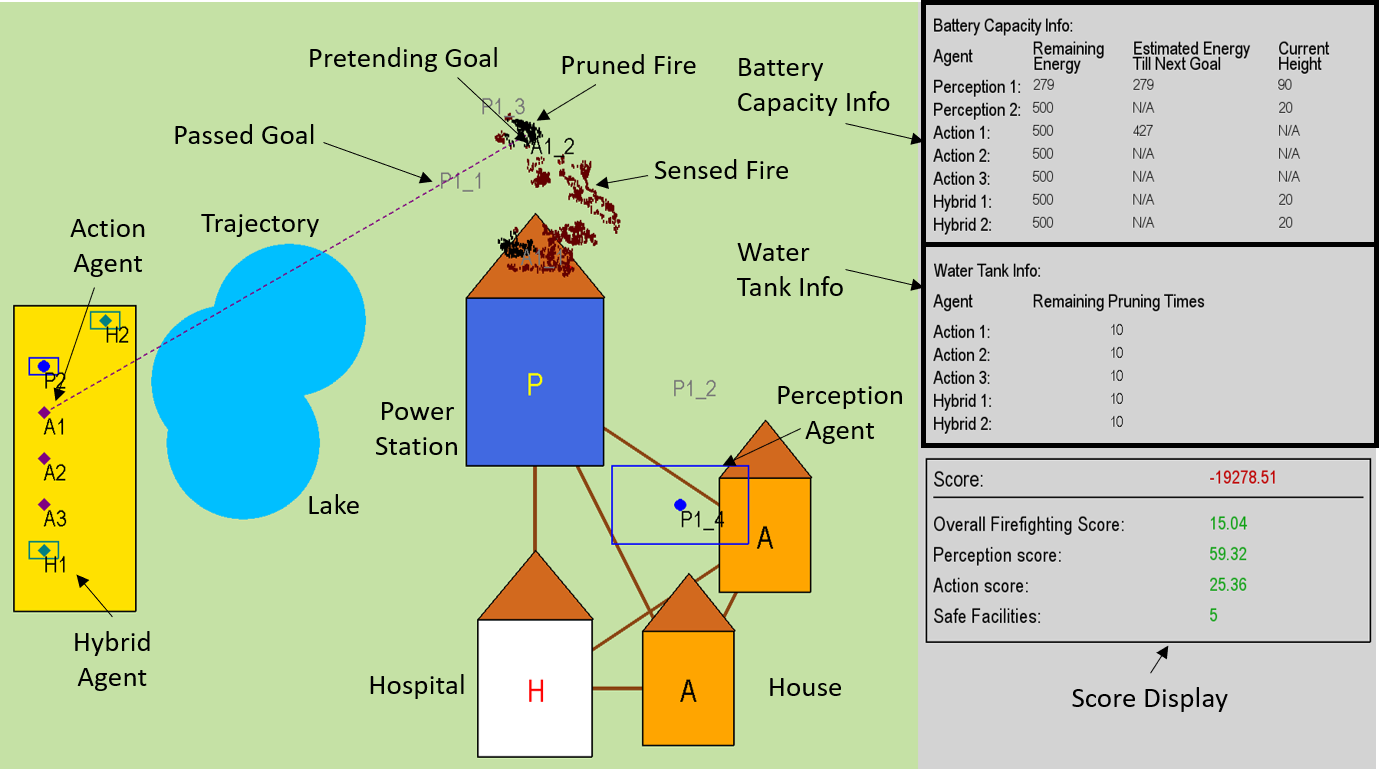 Pretending Goal
Pruned Fire
P1_3
A1_2
Passed Goal
P1_1
Sensed Fire
Trajectory
Action
Agent
H2
P2
A1
A2
A3
H1
Lake
Hybrid
Agent
Power
Station
P
P1_2
Perception
Agent
P1_4
A
Hospital
H
A
House
Battery
Capacity Info
Water
Tank Info
Battery Capacity Info:
Agent Remaining Energy Estimated Energy Till Next Goal Current Height
Perception 1: 279 279 90
Perception 2: 500 N/A 20
Action 1: 500 427 N/A
Action 2: 500 N/A N/A
Action 3: 500 N/A N/A
Hybrid 1: 500 N/A 20
Hybrid 2: 500 N/A 20
Water Tank Info:
Agent Remaining Pruning Times
Action 1: 10
Action 2: 10
Action 3: 10
Hybrid 1: 10
Hybrid 2: 10
Score: -19278.51
Overall Firefighting Score: 15.04
Perception score: 59.32
Action score: 25.36
Safe Facilities: 5
Score Display